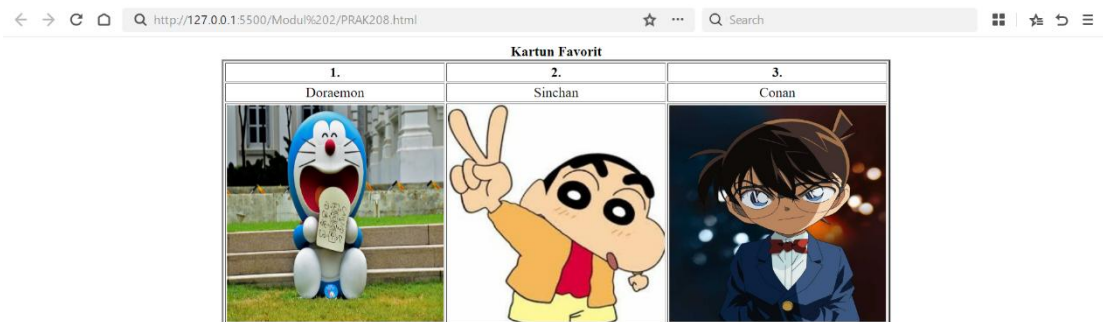 http://127.0.0.1:5500/Modul%202/PRAK208.html
Search
Kartun Favorit
1. 2. 3.
Doraemon Sinchan Conan